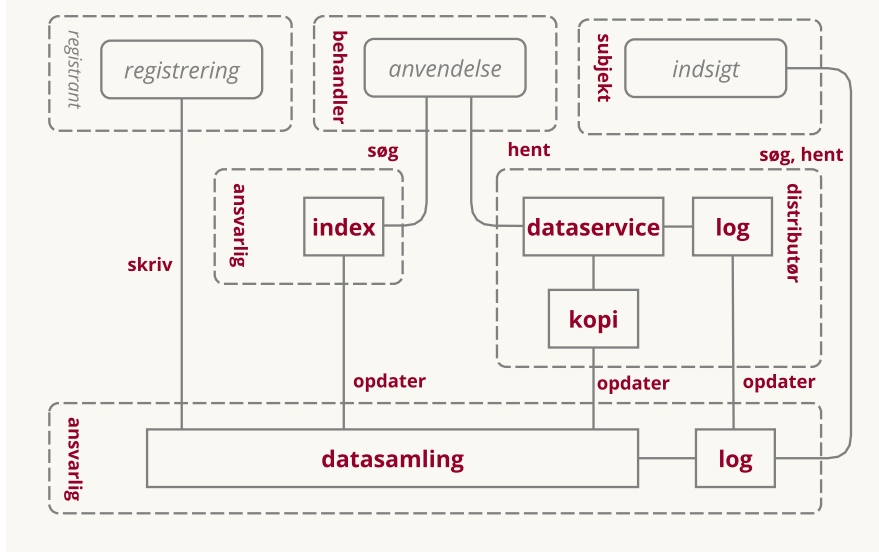 registrant
registrering
behandler
anvendelse
subjekt
indsigt
søg
hent
søg, hent
ansvarlig
index
dataservice
log
distributør
skriv
kopi
opdater
opdater
opdater
ansvarlig
datasamling
log